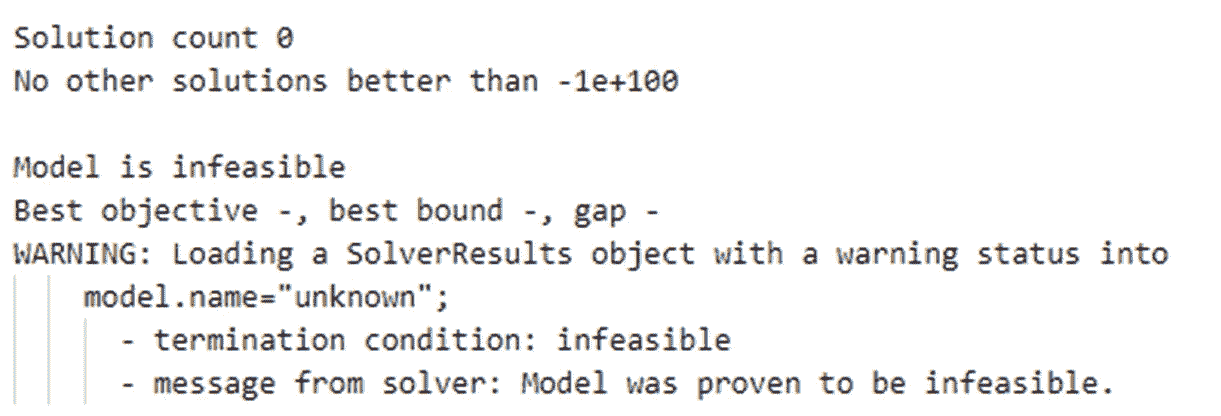 Solution count 0
No other solutions better than -1e+100
Model is infeasible
Best objective -, best bound -, gap -
WARNING: Loading a SolverResults object with a warning status into
model.name="unknown";
- termination condition: infeasible
- message from solver: Model was proven to be infeasible.